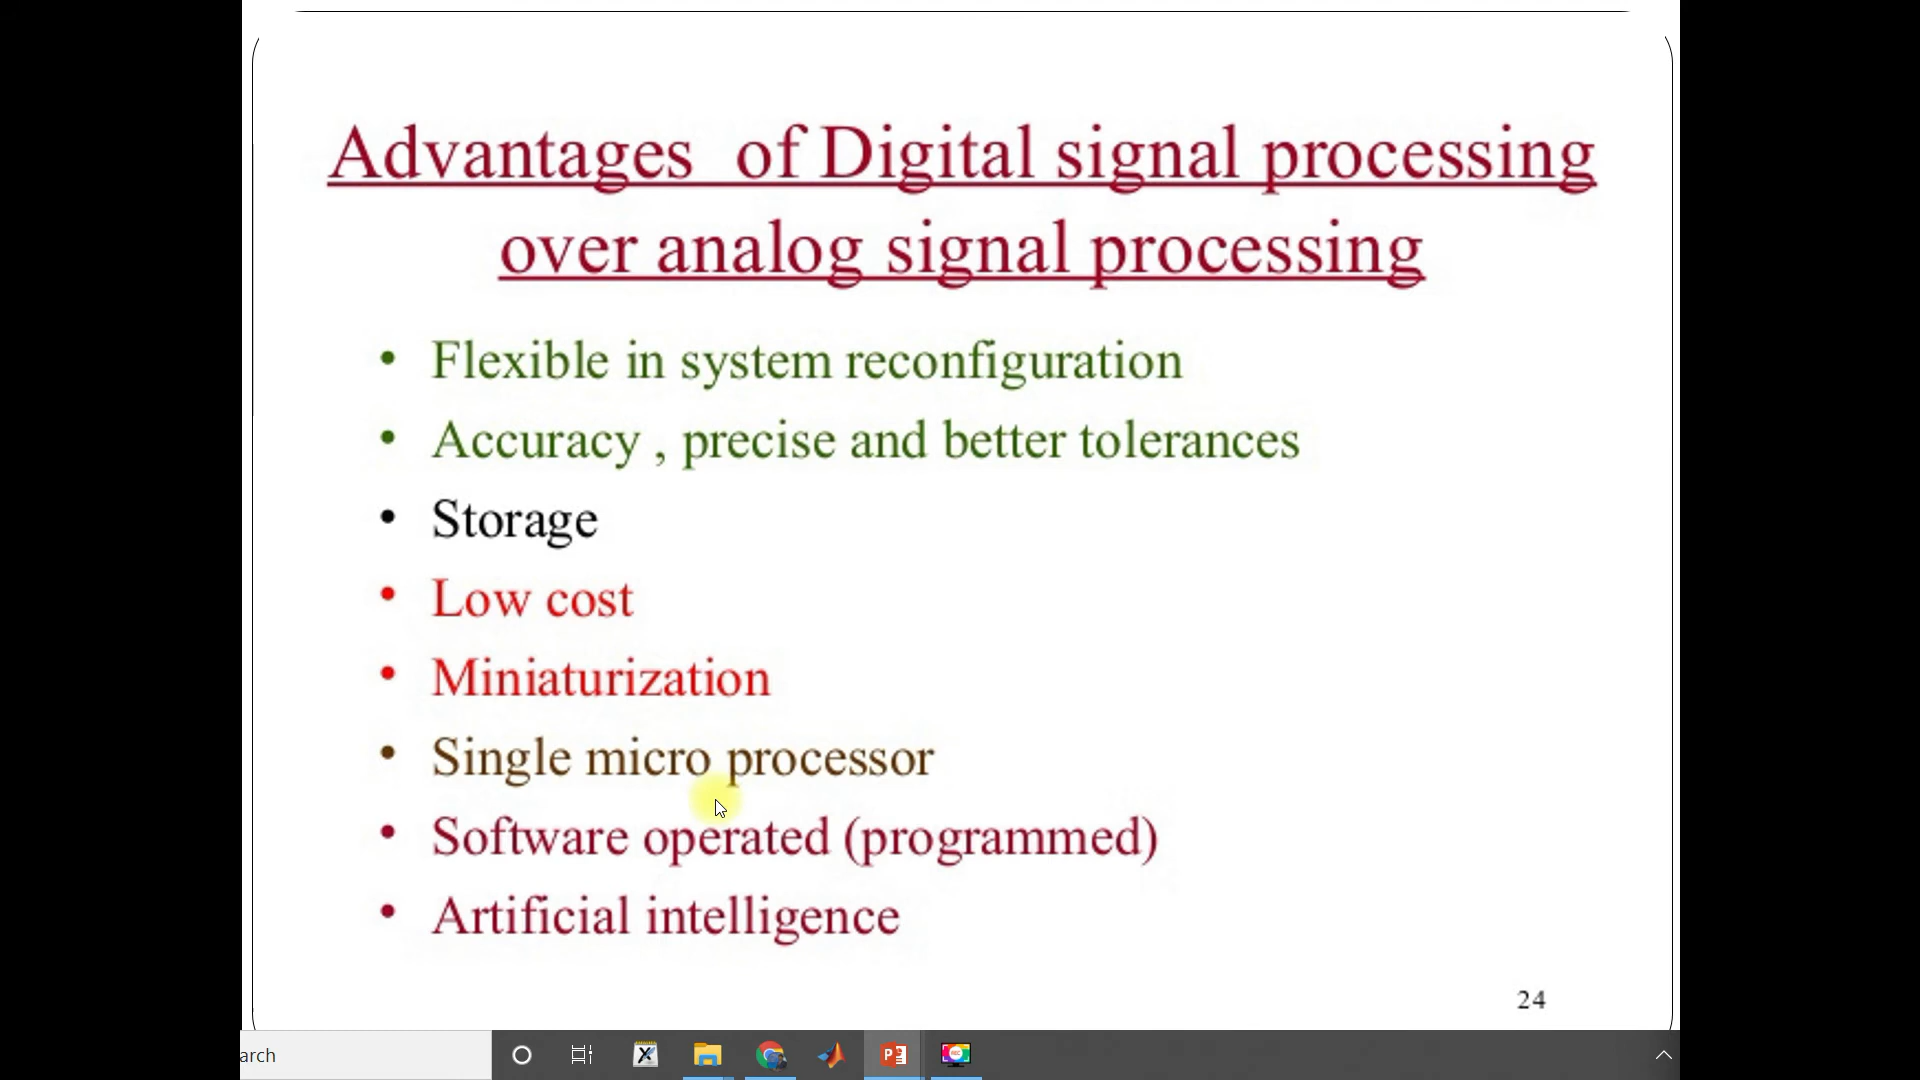 Advantages of Digital signal processing
over analog signal processing
• Flexible in system reconfiguration
• Accuracy , precise and better tolerances
• Storage
• Low cost
• Miniaturization
• Single micro processor
• Software operated (programmed)
• Artificial intelligence
24
arch